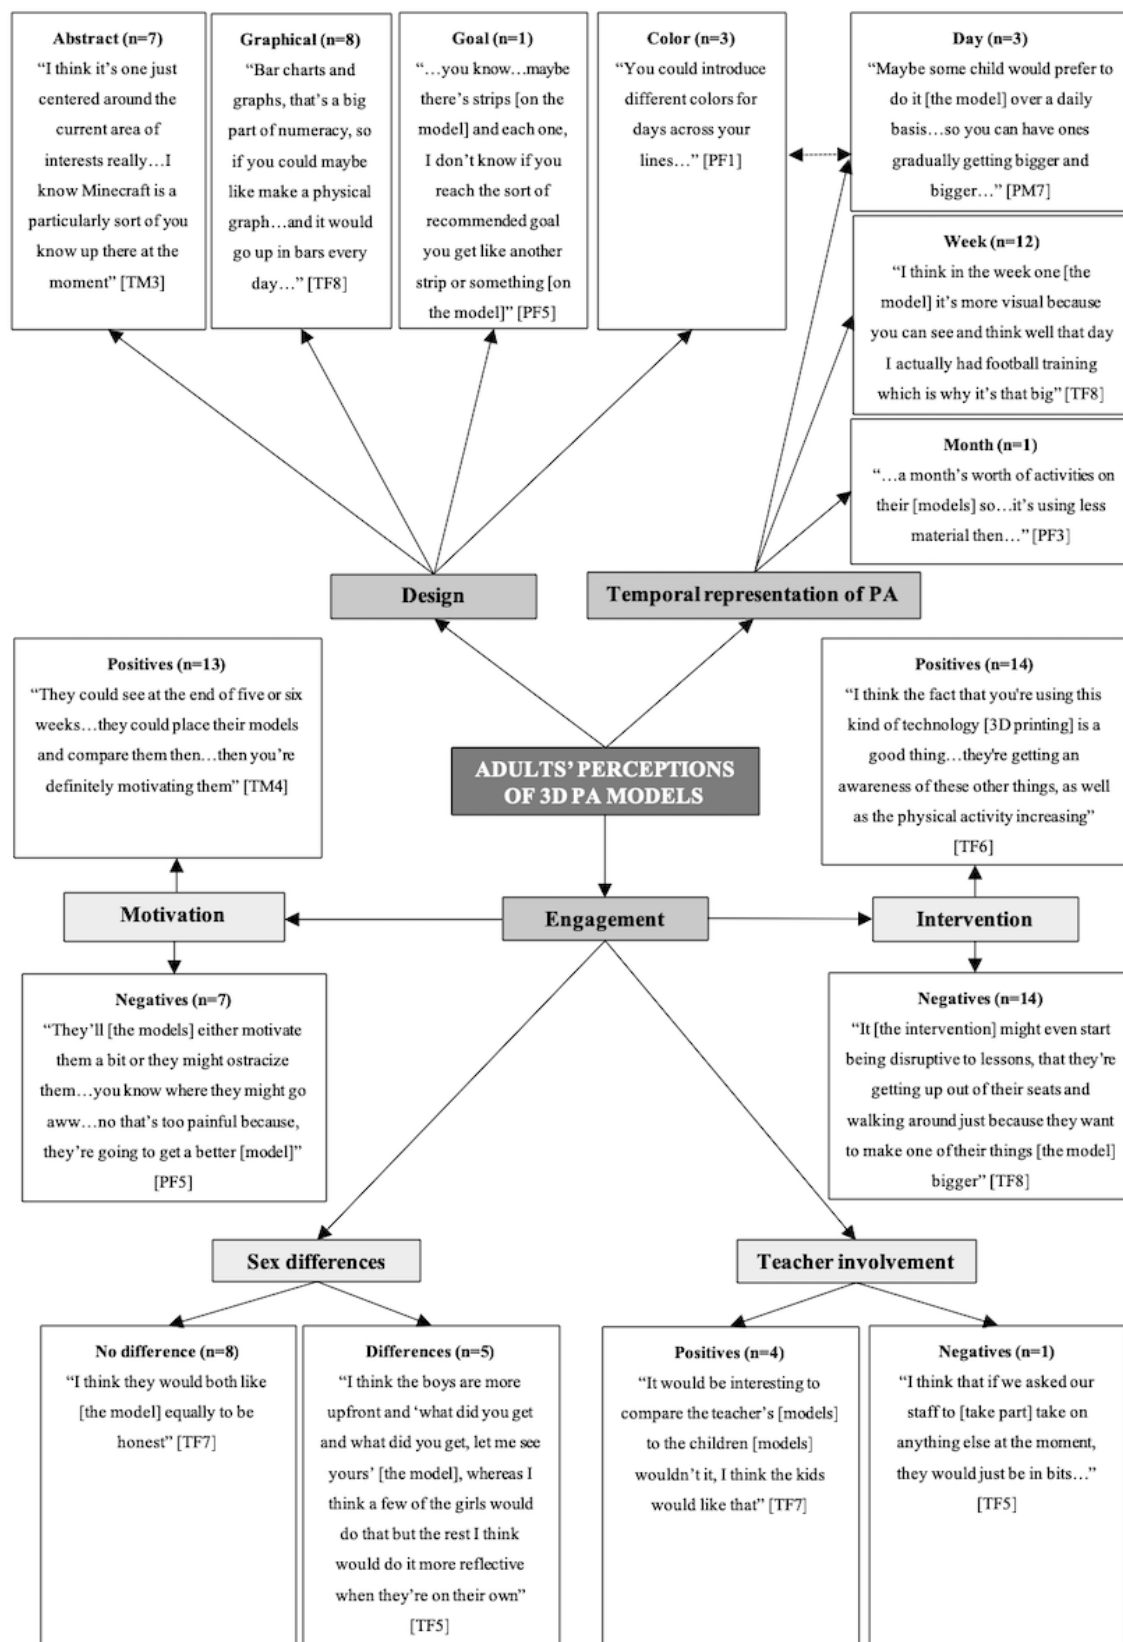 Abstract (n=7)
“I think it’s one just
centered around the
current area of
interests really…I
know Minecraft is a
particularly sort of you
know up there at the
moment” [TM3]
Graphical (n=8)
“Bar charts and
graphs, that’s a big
part of numeracy, so
if you could maybe
like make a physical
graph…and it would
go up in bars every
day…” [TF8]
Goal (n=1)
“…you know…maybe
there’s strips [on the
model] and each one,
I don’t know if you
reach the sort of
recommended goal
you get like another
strip or something [on
the model]” [PF5]
Color (n=3)
“You could introduce
different colors for
days across your
lines…” [PF1]
Day (n=3)
“Maybe some child would prefer to
do it [the model] over a daily
basis…so you can have ones
gradually getting bigger and
bigger…” [PM7]
Week (n=12)
“I think in the week one [the
model] it’s more visual because
you can see and think well that day
I actually had football training
which is why it’s that big” [TF8]
Month (n=1)
“…a month’s worth of activities on
their [models] so…it’s using less
material then…” [PF3]
Design
Temporal representation of PA
Positives (n=13)
“They could see at the end of five or six
weeks…they could place their models
and compare them then…then you’re
definitely motivating them” [TM4]
ADULTS’ PERCEPTIONS
OF 3D PA MODELS
Positives (n=14)
“I think the fact that you're using this
kind of technology [3D printing] is a
good thing…they're getting an
awareness of these other things, as well
as the physical activity increasing”
[TF6]
Motivation
Engagement
Intervention
Negatives (n=7)
“They’ll [the models] either motivate
them a bit or they might ostracize
them…you know where they might go
aww…no that’s too painful because,
they’re going to get a better [model]”
[PF5]
Negatives (n=14)
“It [the intervention] might even start
being disruptive to lessons, that they’re
getting up out of their seats and
walking around just because they want
to make one of their things [the model]
bigger” [TF8]
Sex differences
Teacher involvement
No difference (n=8)
“I think they would both like
[the model] equally to be
honest” [TF7]
Differences (n=5)
“I think the boys are more
upfront and ‘what did you get
and what did you get, let me see
yours’ [the model], whereas I
think a few of the girls would
do that but the rest I think
would do it more reflective
when they’re on their own”
[TF5]
Positives (n=4)
“It would be interesting to
compare the teacher’s [models]
to the children [models]
wouldn’t it, I think the kids
would like that” [TF7]
Negatives (n=1)
“I think that if we asked our
staff to [take part] take on
anything else at the moment,
they would just be in bits…”
[TF5]